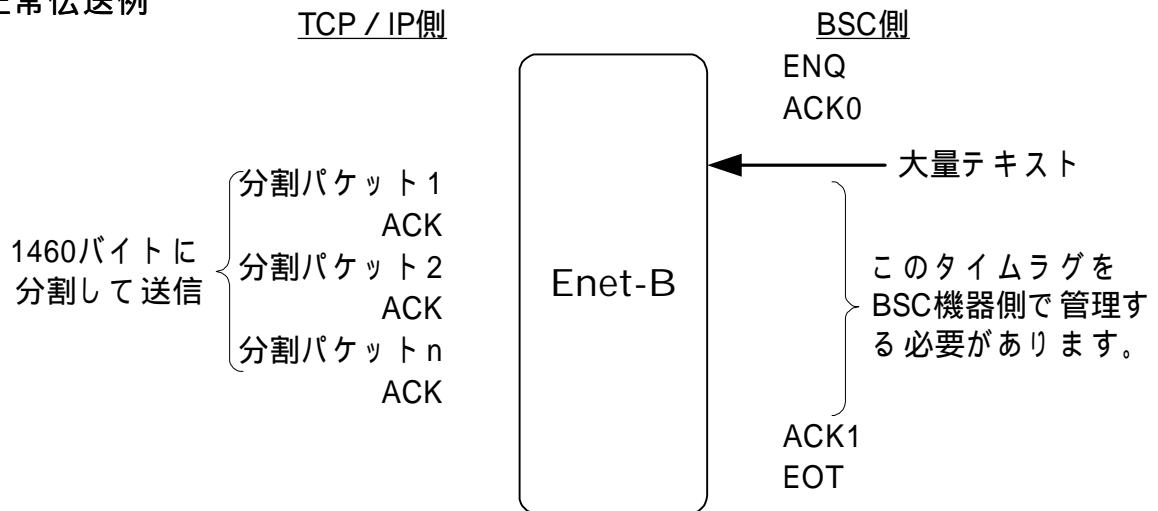 正常伝送例
TCP / IP側
BSC側
ENQ
ACK0
大量テキスト
分割パケット1
ACK
分割パケット2
ACK
分割パケットn
ACK
1460バイトに
分割して送信
Enet-B
このタイムラグを
BSC機器側で管理す
る必要があります。
ACK1
EOT